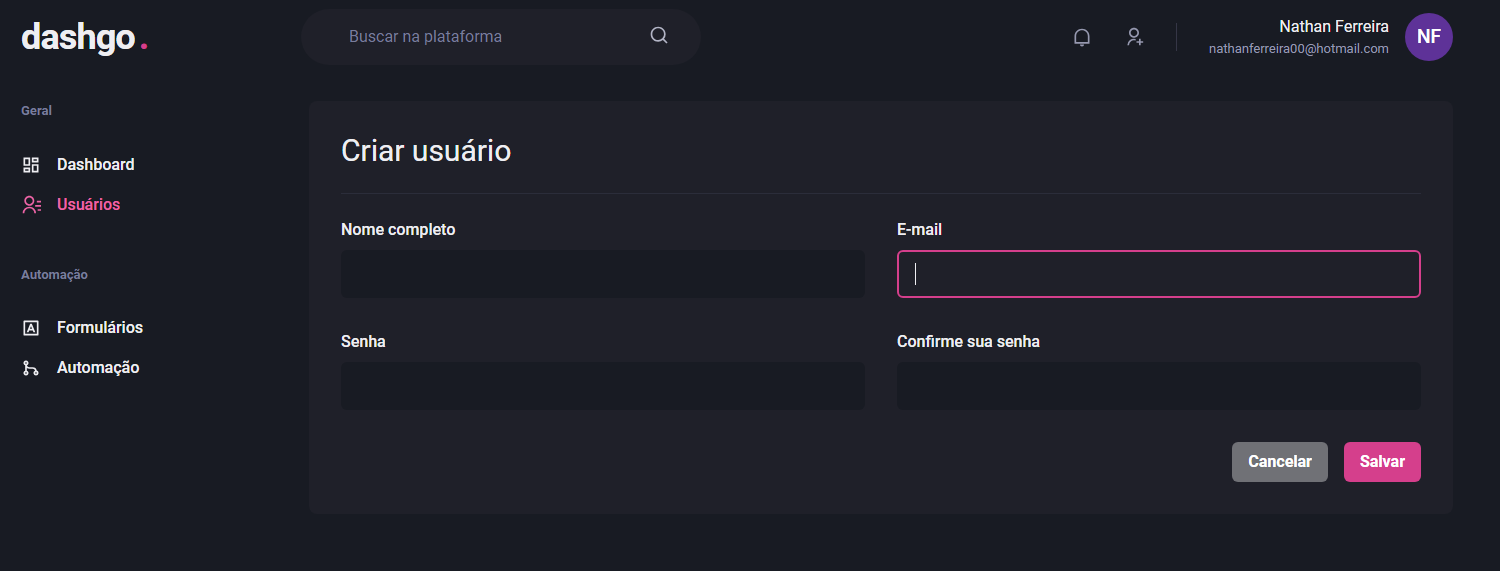 dashgo.
Buscar na plataforma
Nathan Ferreira
nathanferreira00@hotmail.com
NF
Geral
Dashboard
Usuários
Automação
Formulários
Automação
Criar usuário
Nome completo
E-mail
Senha
Confirme sua senha
Cancelar
Salvar